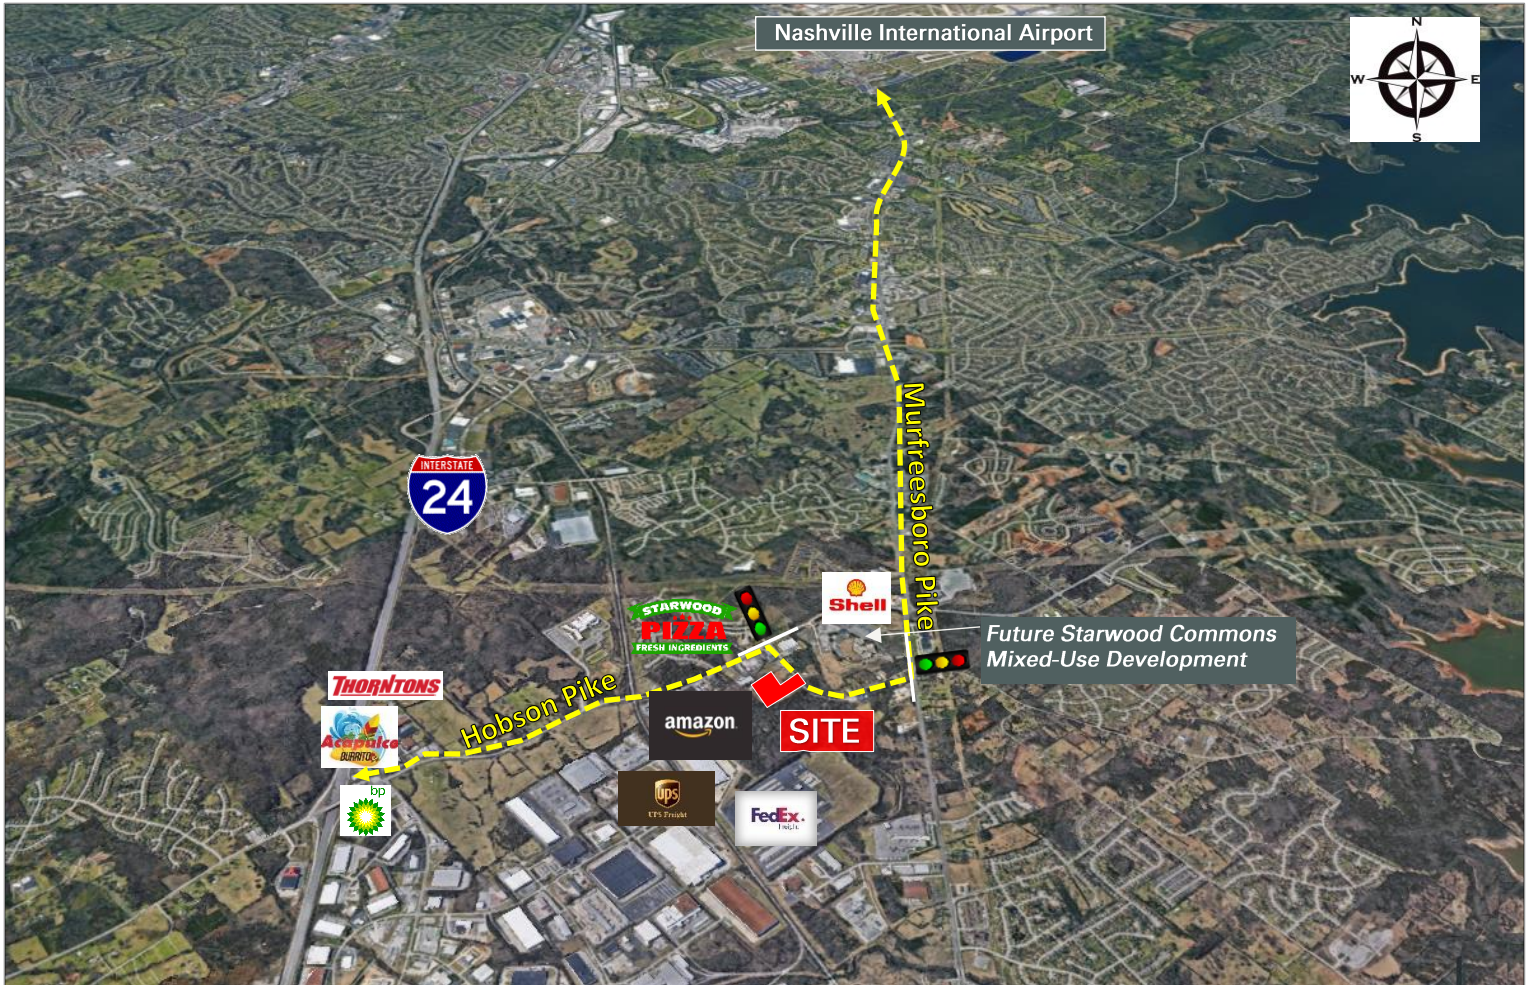 Nashville International Airport
N
W
E
S
Murfreesboro Pike
INTERSTATE
24
Shell
STARWOOD
PIZZA
FRESH INGREDIENTS
Future Starwood Commons
Mixed-Use Development
THORNTONS
Hobson Pike
Acapulco
BURRITO
amazon
SITE
bp
ups
UPS Freight
FedEx
Freight